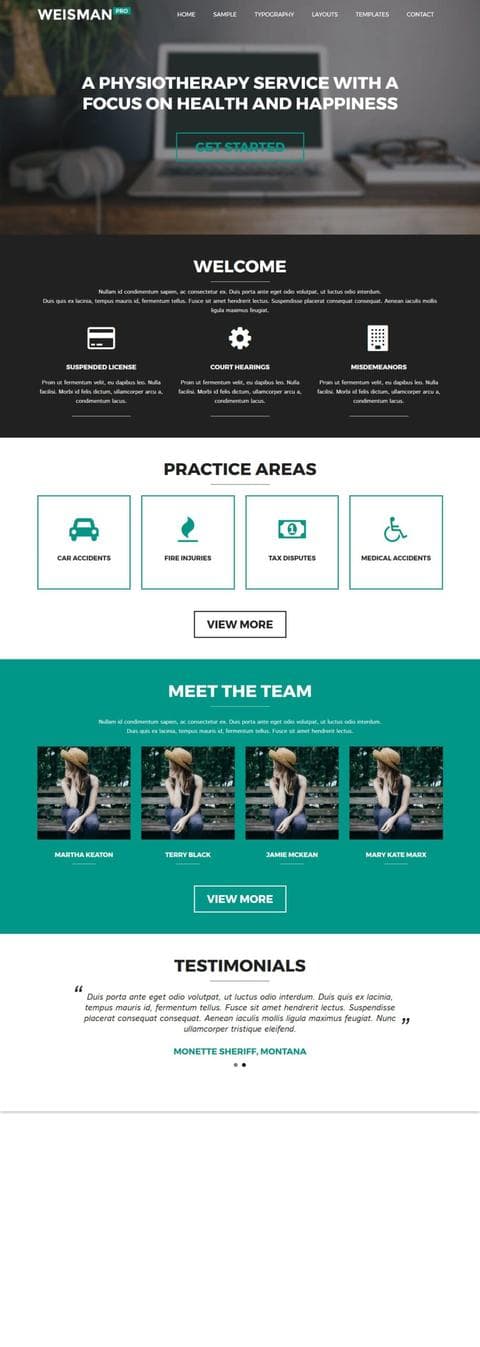 WEISMAN PRO
HOME SAMPLE TYPOGRAPHY LAYOUTS TEMPLATES CONTACT
A PHYSIOTHERAPY SERVICE WITH A
FOCUS ON HEALTH AND HAPPINESS
GET STARTED
WELCOME
Nullam id condimentum sapien, ac consectetur ex. Duis porta ante eget odio volutpat, ut luctus odio interdum.
Duis quis ex lacinia, tempus mauris id, fermentum tellus. Fusce sit amet hendrerit lectus. Suspendisse placerat consequat consequat. Aenean iaculis mollis
ligula maximus feugiat.
SUSPENDED LICENSE
Proin ut fermentum velit, eu dapibus leo. Nulla
facilisi. Morbi id felis dictum, ullamcorper arcu a,
condimentum lacus.
COURT HEARINGS
Proin ut fermentum velit, eu dapibus leo. Nulla
facilisi. Morbi id felis dictum, ullamcorper arcu a,
condimentum lacus.
MISDEMEANORS
Proin ut fermentum velit, eu dapibus leo. Nulla
facilisi. Morbi id felis dictum, ullamcorper arcu a,
condimentum lacus.
PRACTICE AREAS
CAR ACCIDENTS
FIRE INJURIES
TAX DISPUTES
MEDICAL ACCIDENTS
VIEW MORE
MEET THE TEAM
Nullam id condimentum sapien, ac consectetur ex. Duis porta ante eget odio volutpat, ut luctus odio interdum.
Duis quis ex lacinia, tempus mauris id, fermentum tellus. Fusce sit amet hendrerit lectus.
MARTHA KEATON
TERRY BLACK
JAMIE MCKEAN
MARY KATE MARX
VIEW MORE
TESTIMONIALS
“ Duis porta ante eget odio volutpat, ut luctus odio interdum. Duis quis ex lacinia,
tempus mauris id, fermentum tellus. Fusce sit amet hendrerit lectus. Suspendisse
placerat consequat consequat. Aenean iaculis mollis ligula maximus feugiat. Nunc ”
ullamcorper tristique eleifend.
MONETTE SHERIFF, MONTANA